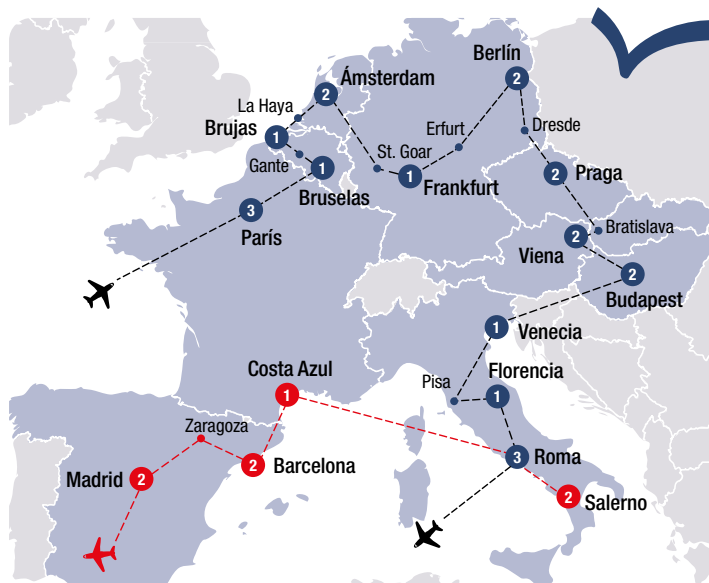 Berlín
2
Ámsterdam
2
La Haya
Brujas
1
Erfurt
Dresde
St. Goar
Gante
1
Bruselas
1
Frankfurt
2
Praga
3
París
Bratislava
2
Viena
2
Budapest
1
Venecia
Costa Azul
1
Florencia
1
Pisa
Zaragoza
3
Roma
2
Barcelona
Madrid
2
2
Salerno